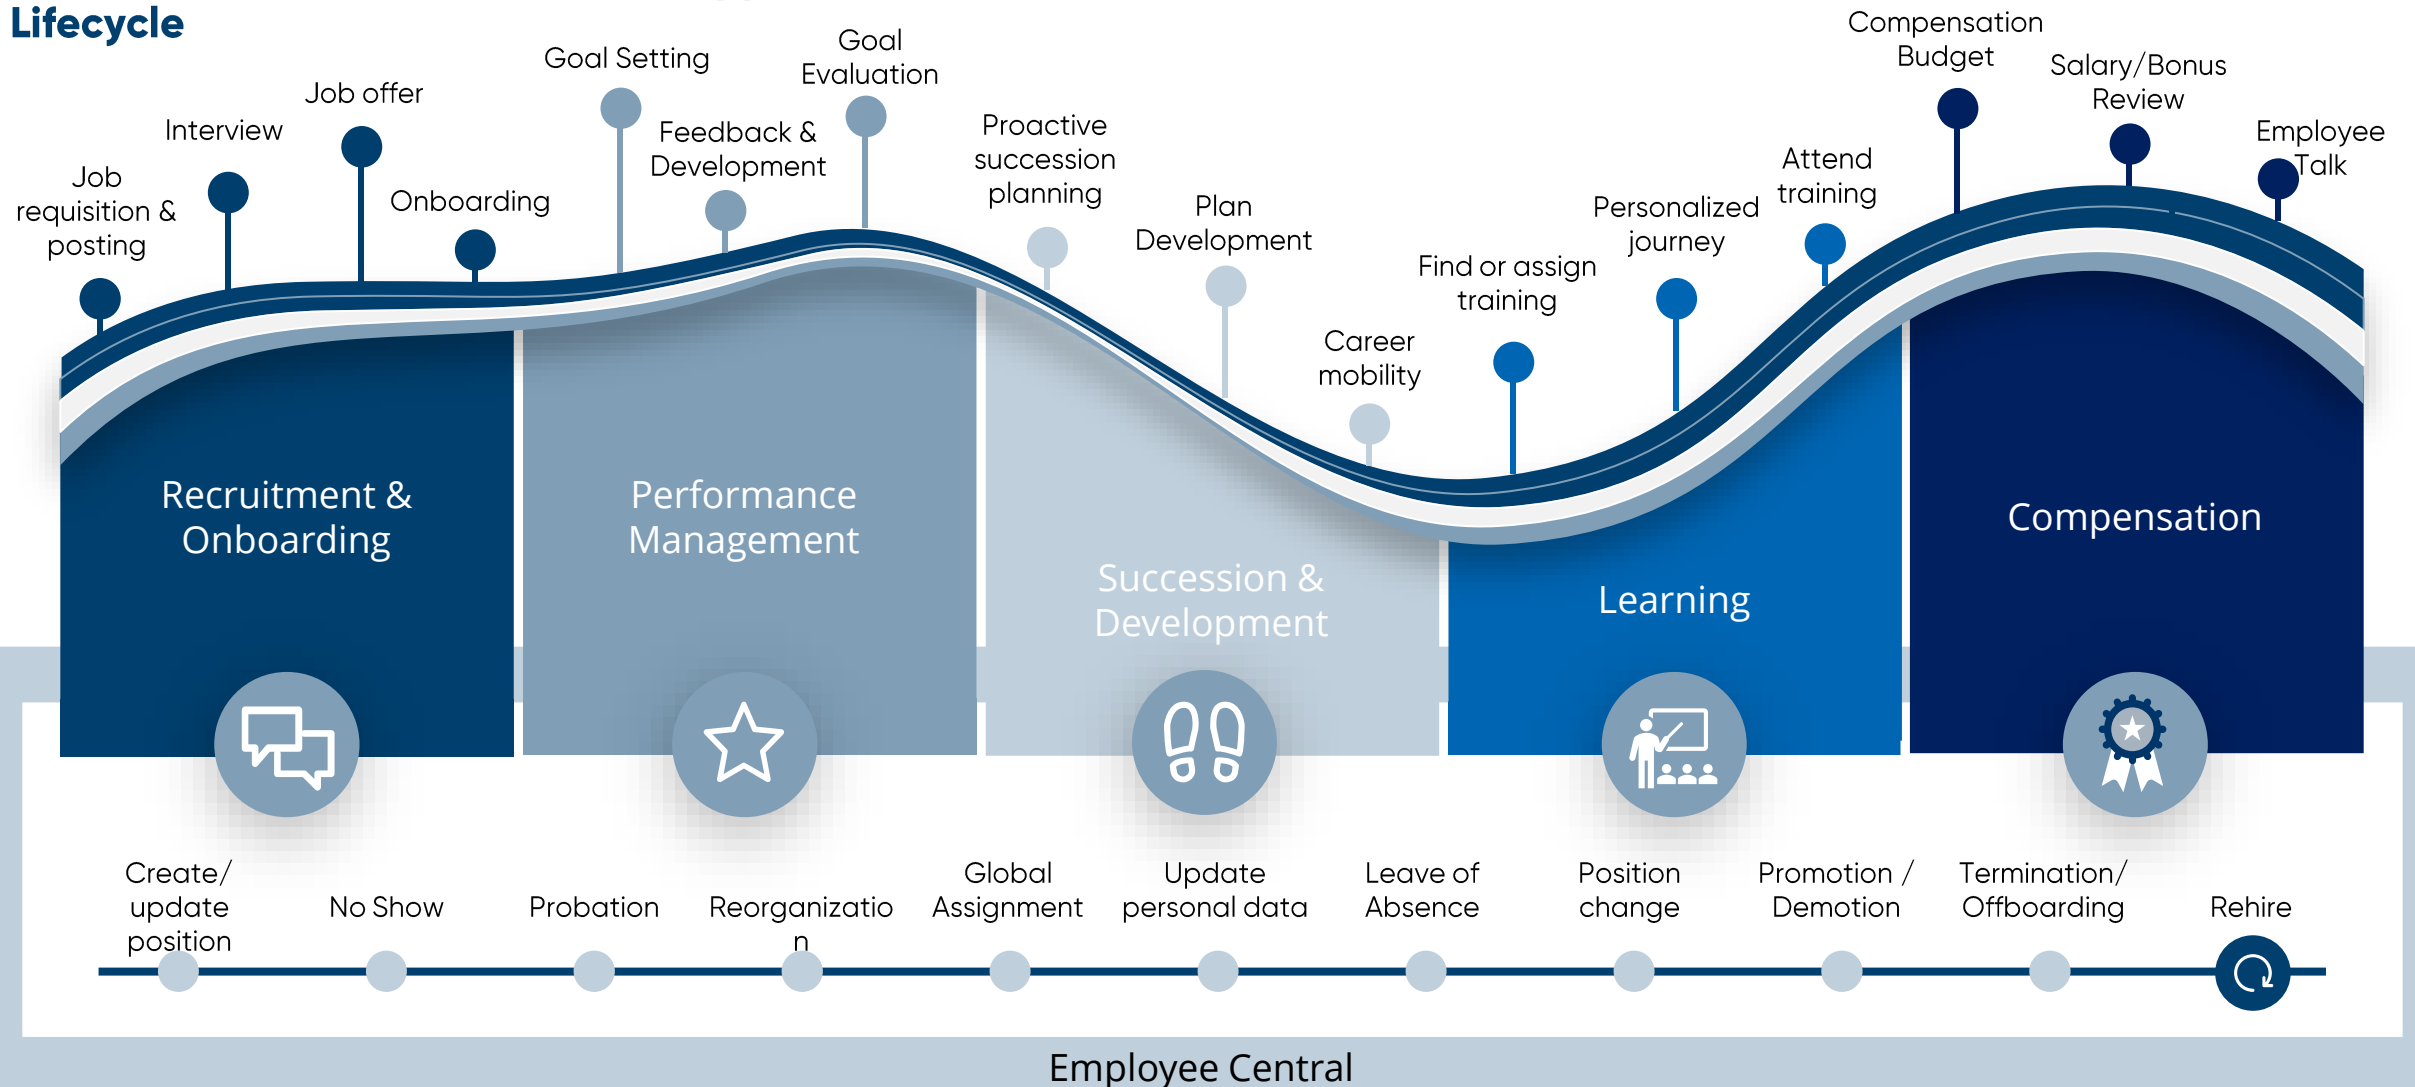 Lifecycle
Job
requisition &
posting
Interview
Job offer
Onboarding
Goal Setting
Feedback &
Development
Goal
Evaluation
Proactive
succession
planning
Plan
Development
Career
mobility
Find or assign
training
Personalized
journey
Attend
training
Compensation
Budget
Salary/Bonus
Review
Employee
Talk
Recruitment &
Onboarding
Performance
Management
Succession &
Development
Learning
Compensation
Create/
update
position
No Show
Probation
Reorganizatio
n
Global
Assignment
Update
personal data
Leave of
Absence
Position
change
Promotion /
Demotion
Termination/
Offboarding
Rehire
Employee Central